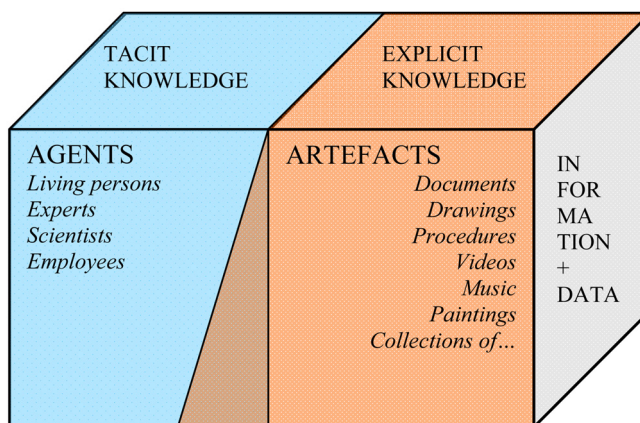 TACIT
KNOWLEDGE
EXPLICIT
KNOWLEDGE
AGENTS
Living persons
Experts
Scientists
Employees
ARTEFACTS
Documents
Drawings
Procedures
Videos
Music
Paintings
Collections of…
IN
FOR
MA
TION
+
DATA